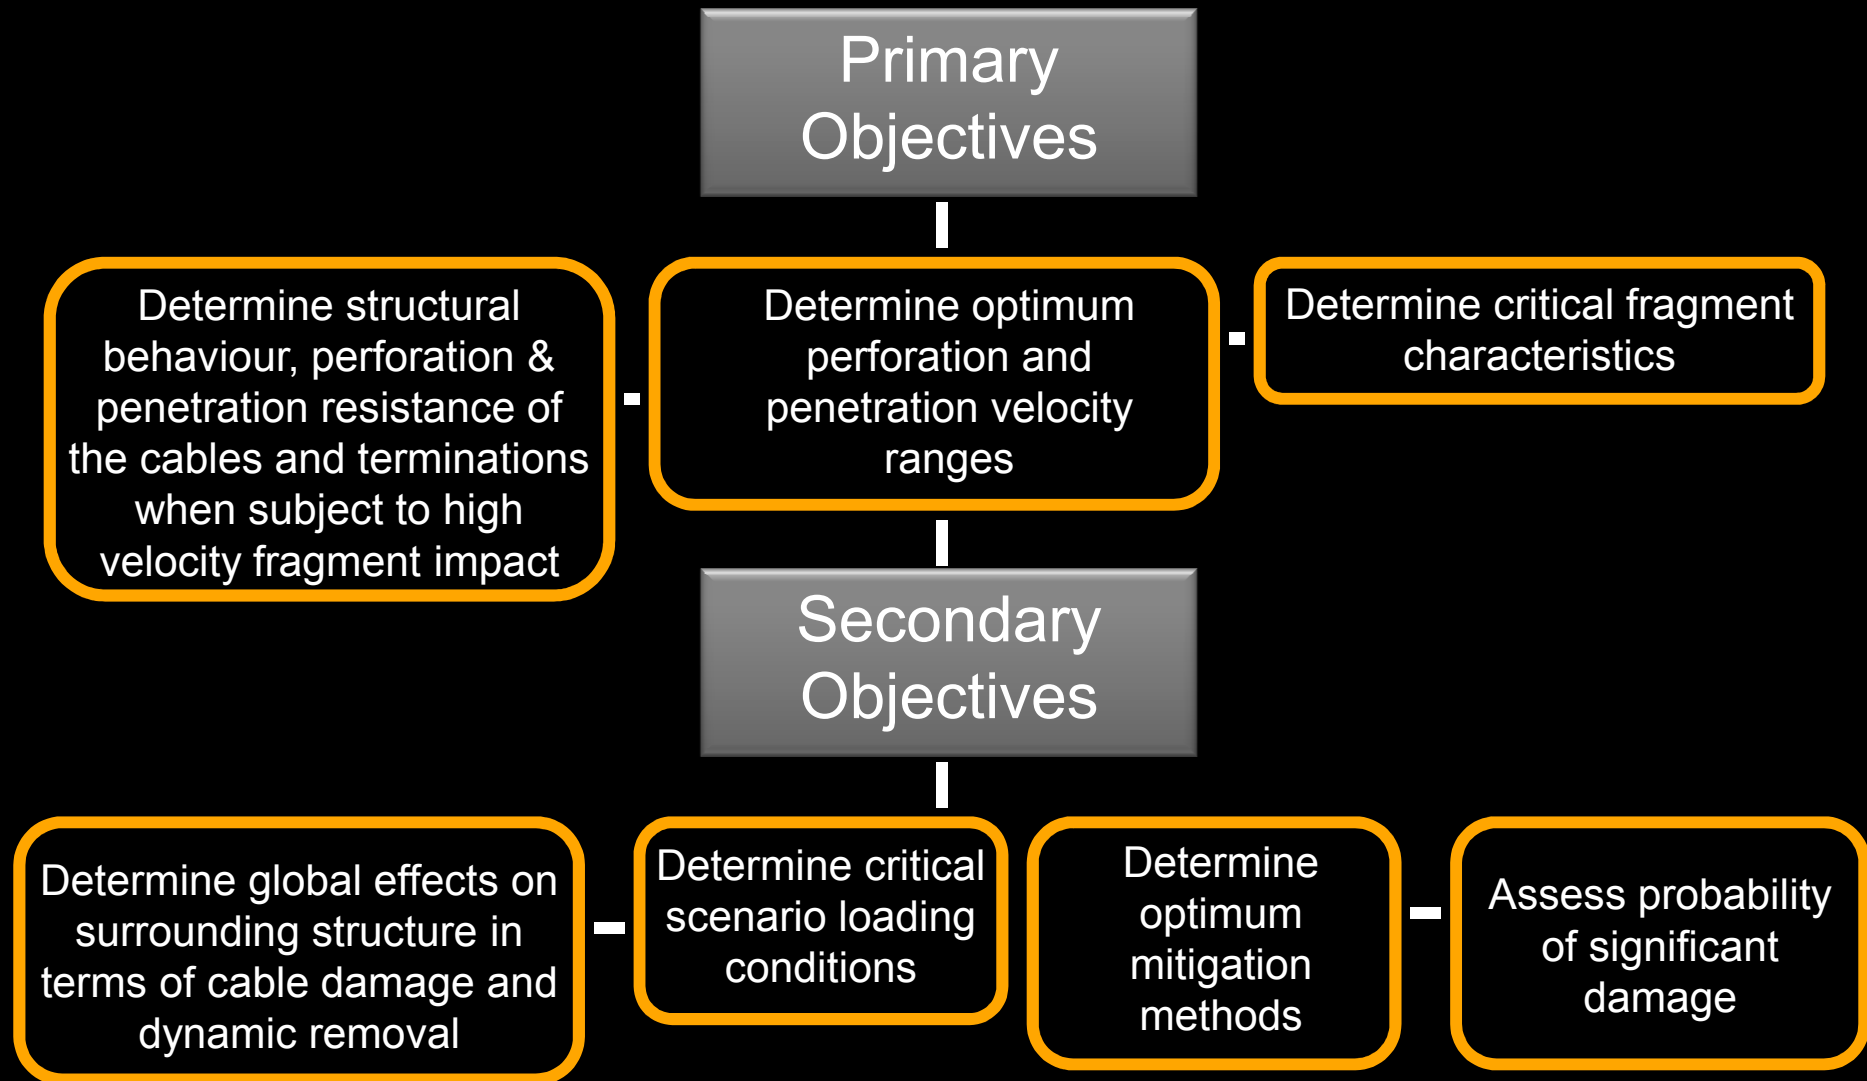 Primary
Objectives
Determine structural
behaviour, perforation &
penetration resistance of
the cables and terminations
when subject to high
velocity fragment impact
Determine optimum
perforation and
penetration velocity
ranges
Determine critical fragment
characteristics
Secondary
Objectives
Determine global effects on
surrounding structure in
terms of cable damage and
dynamic removal
Determine critical
scenario loading
conditions
Determine
optimum
mitigation
methods
Assess probability
of significant
damage